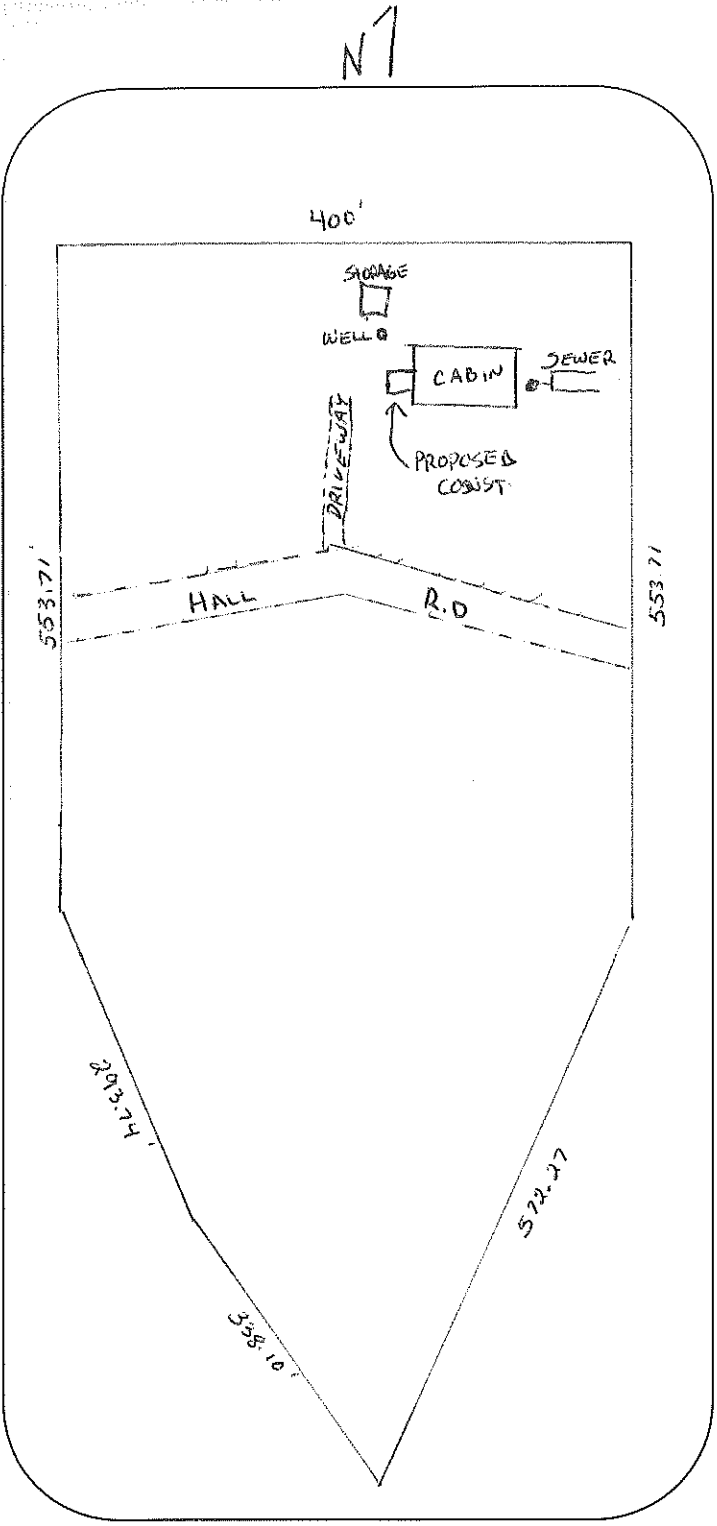 N
400'
STORAGE
WELL
CABIN
SEWER
DRIVEWAY
PROPOSED
CONST.
553.71'
553.71
HALL
R.D
293.74'
572.27
338.10'